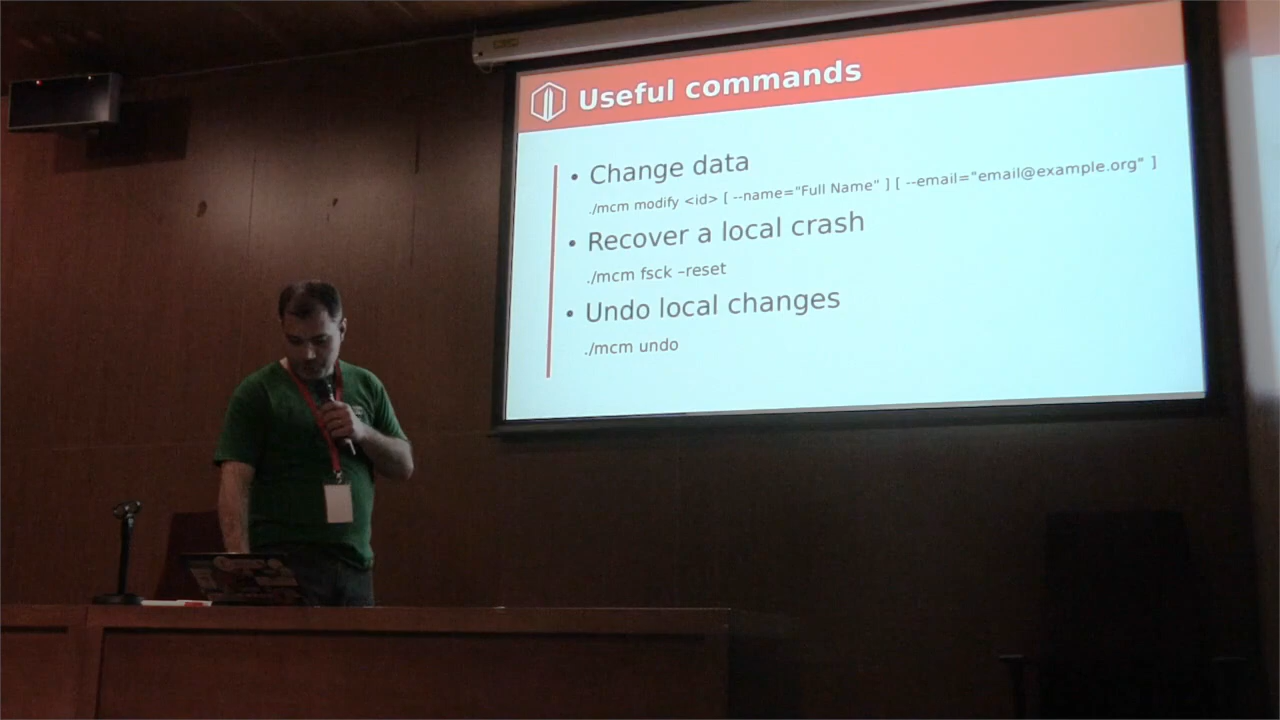 Useful commands
• Change data
./mcm modify <id> [ --name="Full Name" ] [ --email="email@example.org" ]
• Recover a local crash
./mcm fsck –reset
• Undo local changes
./mcm undo